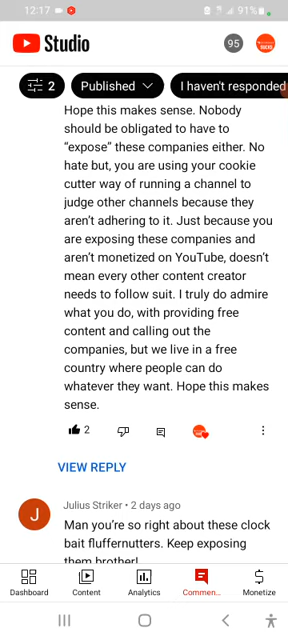 12:17
91%
Studio
95
2
Published
I haven't responded
Hope this makes sense. Nobody
should be obligated to have to
“expose” these companies either. No
hate but, you are using your cookie
cutter way of running a channel to
judge other channels because they
aren’t adhering to it. Just because you
are exposing these companies and
aren’t monetized on YouTube, doesn’t
mean every other content creator
needs to follow suit. I truly do admire
what you do, with providing free
content and calling out the
companies, but we live in a free
country where people can do
whatever they want. Hope this makes
sense.
2
VIEW REPLY
J
Julius Striker • 2 days ago
Man you’re so right about these clock
bait fluffernutters. Keep exposing
them brother!
Dashboard
Content
Analytics
Commen...
Monetize